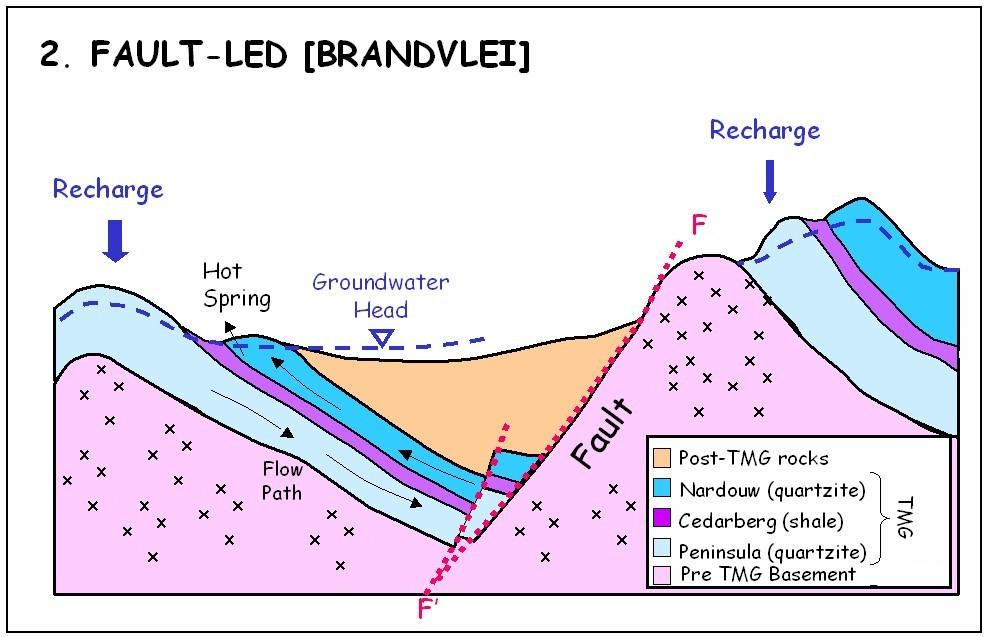 2. FAULT-LED [BRANDVLEI]
Recharge
Recharge
F
Hot
Spring
Groundwater
Head
Fault
Flow
Path
F'
Post-TMG rocks
Nardouw (quartzite)
Cedarberg (shale)
Peninsula (quartzite)
Pre TMG Basement
TMG